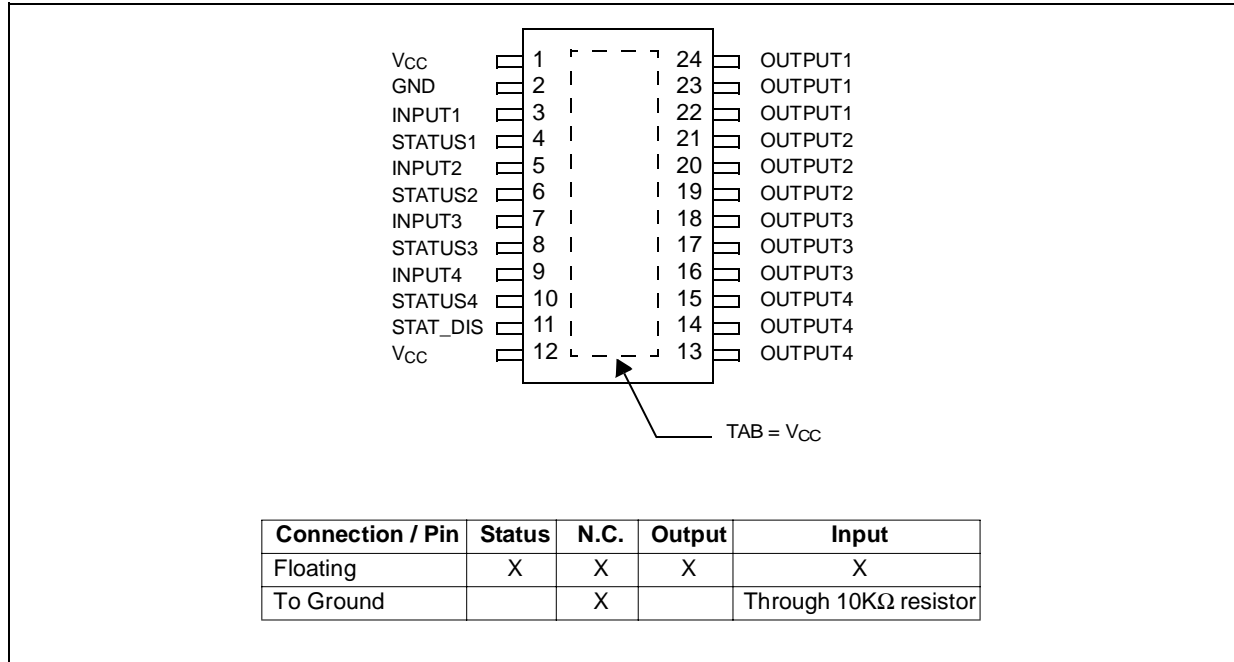 VCC 1 24 OUTPUT1
GND 2 23 OUTPUT1
INPUT1 3 22 OUTPUT1
STATUS1 4 21 OUTPUT2
INPUT2 5 20 OUTPUT2
STATUS2 6 19 OUTPUT2
INPUT3 7 18 OUTPUT3
STATUS3 8 17 OUTPUT3
INPUT4 9 16 OUTPUT3
STATUS4 10 15 OUTPUT4
STAT_DIS 11 14 OUTPUT4
VCC 12 13 OUTPUT4
TAB = VCC
Connection / Pin Status N.C. Output Input
Floating X X X X
To Ground X Through 10KΩ resistor